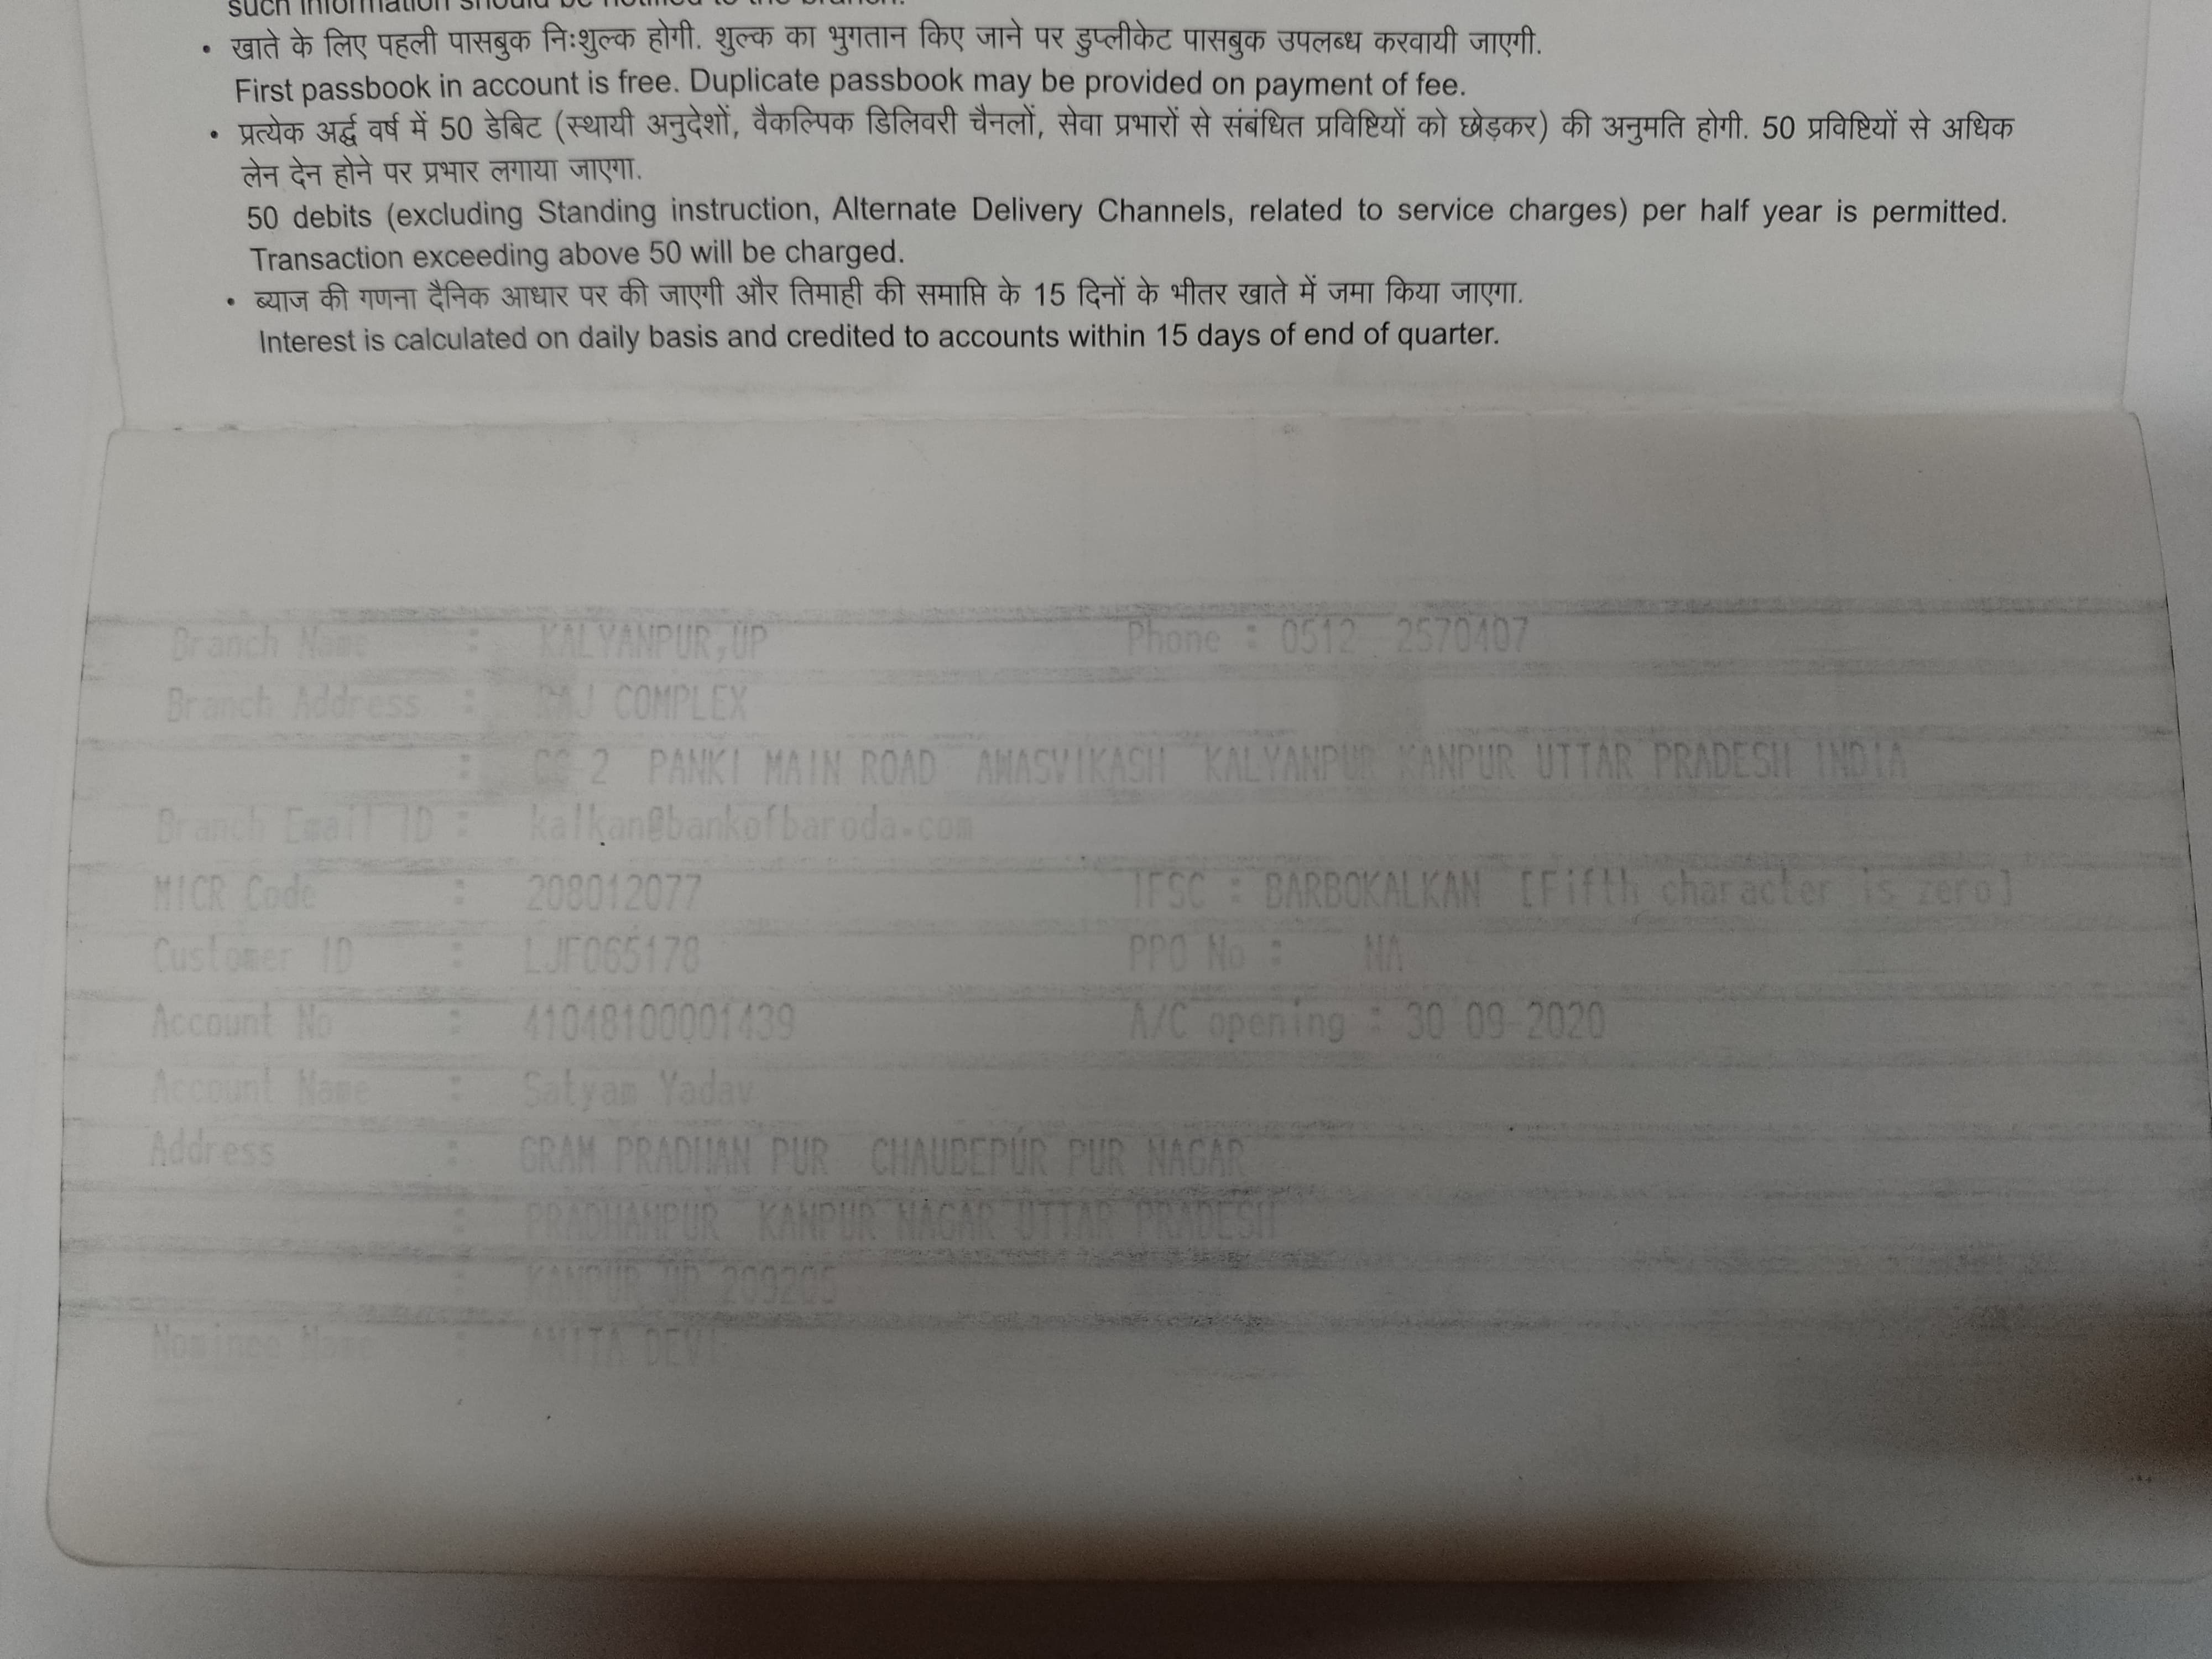 such information should be notified to the branch.
• खाते के लिए पहली पासबुक निःशुल्क होगी. शुल्क का भुगतान किए जाने पर डुप्लीकेट पासबुक उपलब्ध करवायी जाएगी.
First passbook in account is free. Duplicate passbook may be provided on payment of fee.
• प्रत्येक अर्द्ध वर्ष में 50 डेबिट (स्थायी अनुदेशों, वैकल्पिक डिलिवरी चैनलों, सेवा प्रभारों से संबंधित प्रविष्टियों को छोड़कर) की अनुमति होगी. 50 प्रविष्टियों से अधिक
लेन देन होने पर प्रभार लगाया जाएगा.
50 debits (excluding Standing instruction, Alternate Delivery Channels, related to service charges) per half year is permitted.
Transaction exceeding above 50 will be charged.
• ब्याज की गणना दैनिक आधार पर की जाएगी और तिमाही की समाप्ति के 15 दिनों के भीतर खाते में जमा किया जाएगा.
Interest is calculated on daily basis and credited to accounts within 15 days of end of quarter.
Branch Name : KALYANPUR,UP Phone : 0512 2570407
Branch Address : RAJ COMPLEX
: CC-2 PANKI MAIN ROAD AWASVIKASH KALYANPUR KANPUR UTTAR PRADESH INDIA
Branch Email ID : kalkan@bankofbaroda.com
MICR Code : 208012077 IFSC : BARB0KALKAN [Fifth character is zero]
Customer ID : LJF065178 PPO No : NA
Account No : 41048100001439 A/C opening : 30-09-2020
Account Name : Satyam Yadav
Address : GRAM PRADHAN PUR CHAUBEPUR PUR NAGAR
: PRADHANPUR KANPUR NAGAR UTTAR PRADESH
: KANPUR UP 209205
Nominee Name : ANITA DEVI